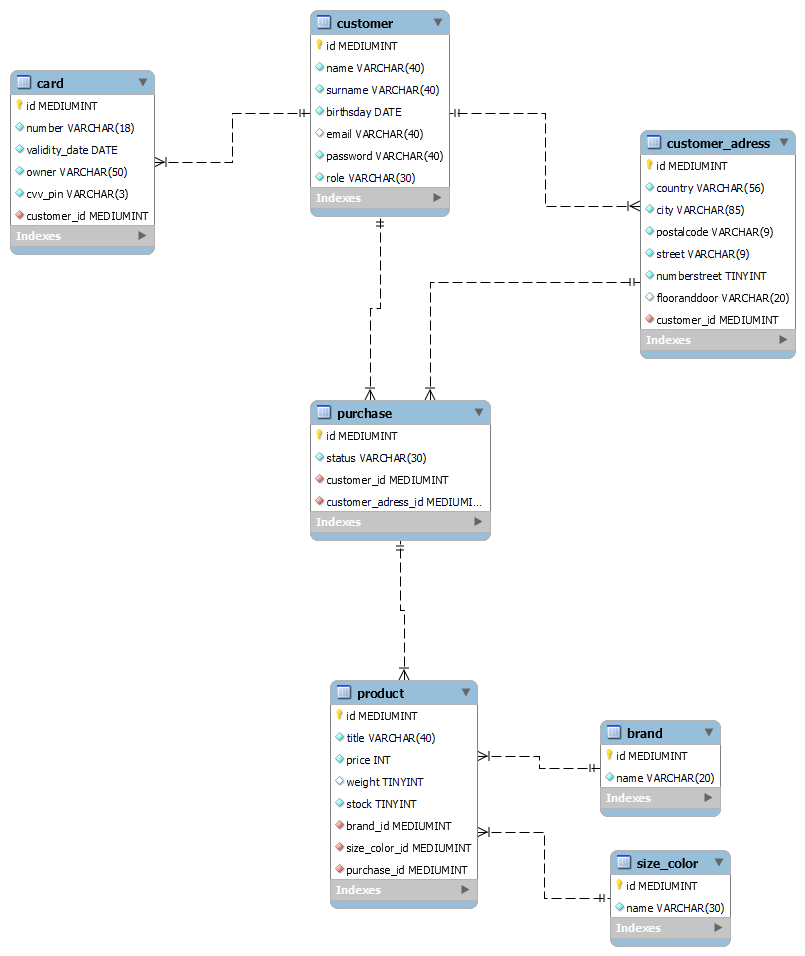 customer
id MEDIUMINT
name VARCHAR(40)
surname VARCHAR(40)
birthsday DATE
email VARCHAR(40)
password VARCHAR(40)
role VARCHAR(30)
Indexes
card
id MEDIUMINT
number VARCHAR(18)
validity_date DATE
owner VARCHAR(50)
cvv_pin VARCHAR(3)
customer_id MEDIUMINT
Indexes
customer_adress
id MEDIUMINT
country VARCHAR(56)
city VARCHAR(85)
postalcode VARCHAR(9)
street VARCHAR(9)
numberstreet TINYINT
flooranddoor VARCHAR(20)
customer_id MEDIUMINT
Indexes
purchase
id MEDIUMINT
status VARCHAR(30)
customer_id MEDIUMINT
customer_adress_id MEDIUMI...
Indexes
product
id MEDIUMINT
title VARCHAR(40)
price INT
weight TINYINT
stock TINYINT
brand_id MEDIUMINT
size_color_id MEDIUMINT
purchase_id MEDIUMINT
Indexes
brand
id MEDIUMINT
name VARCHAR(20)
Indexes
size_color
id MEDIUMINT
name VARCHAR(30)
Indexes